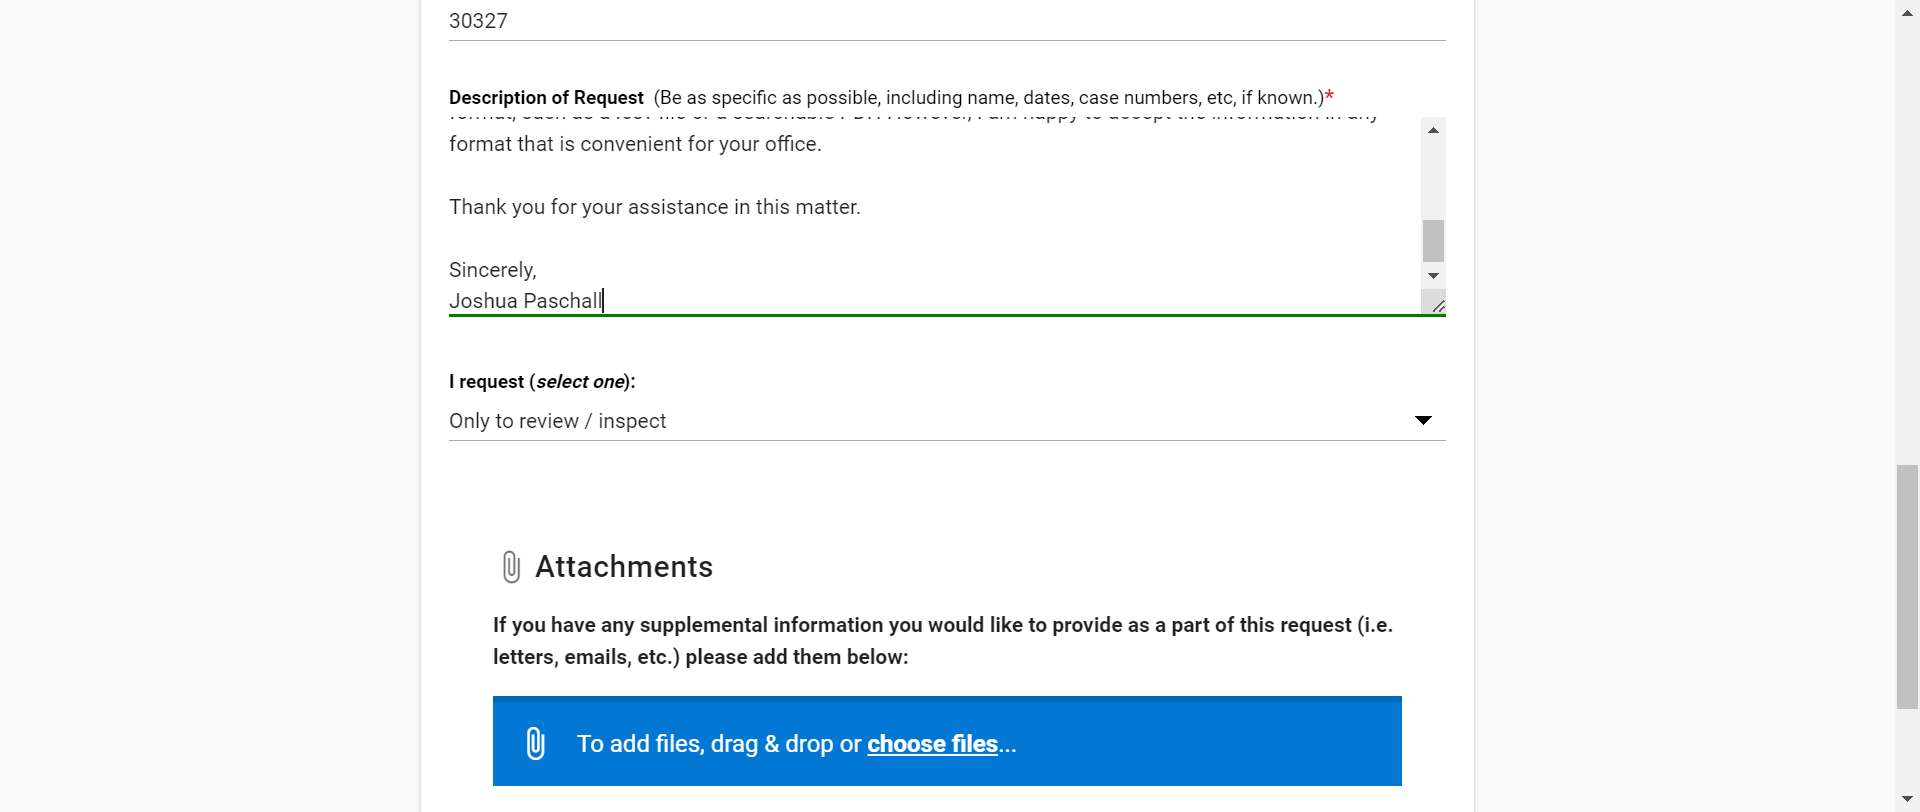 30327
Description of Request (Be as specific as possible, including name, dates, case numbers, etc, if known.)*
format that is convenient for your office.
Thank you for your assistance in this matter.
Sincerely,
Joshua Paschall
I request (select one):
Only to review / inspect
Attachments
If you have any supplemental information you would like to provide as a part of this request (i.e.
letters, emails, etc.) please add them below:
To add files, drag & drop or choose files...